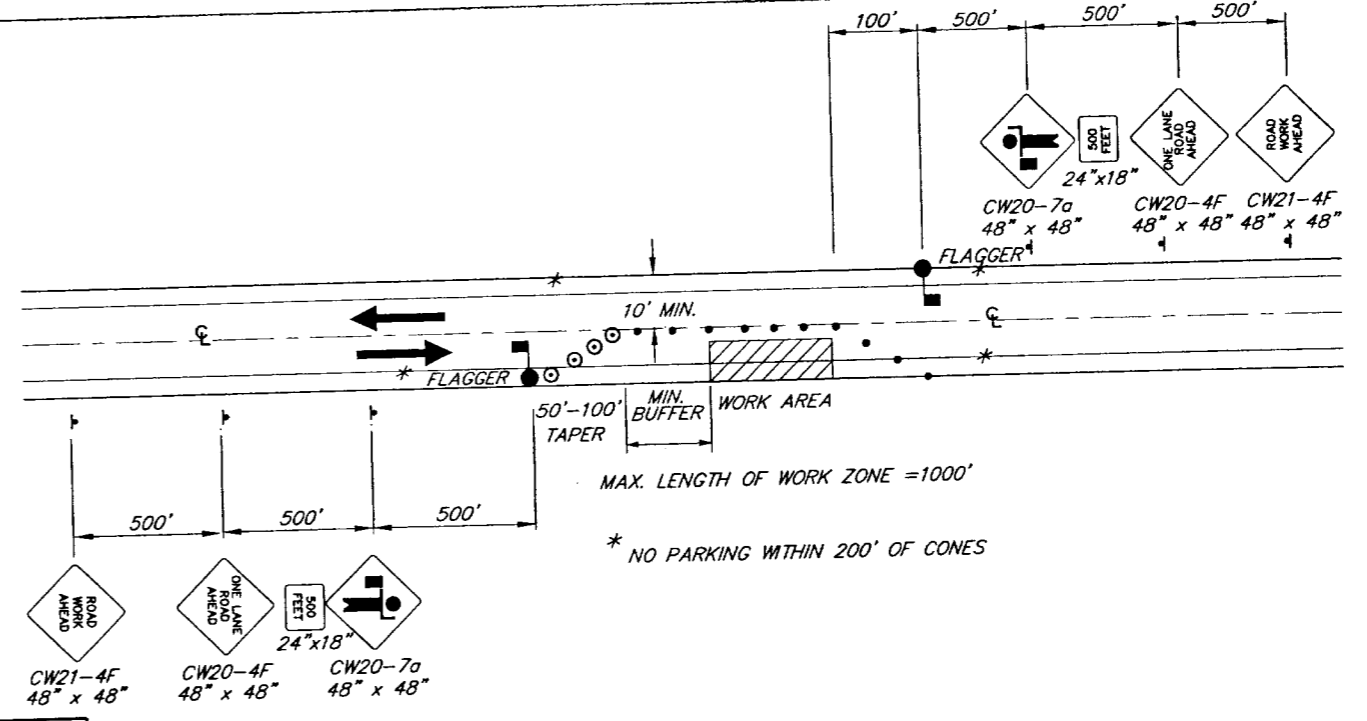 100' 500' 500' 500'
500
FEET
ONE LANE
ROAD
AHEAD
ROAD
WORK
AHEAD
24"x18"
CW20-7a
48" x 48"
CW20-4F
48" x 48"
CW21-4F
48" x 48"
FLAGGER
*
*
10' MIN.
℄
℄
*
*
FLAGGER
50'-100'
TAPER
MIN.
BUFFER
WORK AREA
MAX. LENGTH OF WORK ZONE =1000'
500' 500' 500'
* NO PARKING WITHIN 200' OF CONES
ROAD
WORK
AHEAD
ONE LANE
ROAD
AHEAD
500
FEET
24"x18"
CW21-4F
48" x 48"
CW20-4F
48" x 48"
CW20-7a
48" x 48"